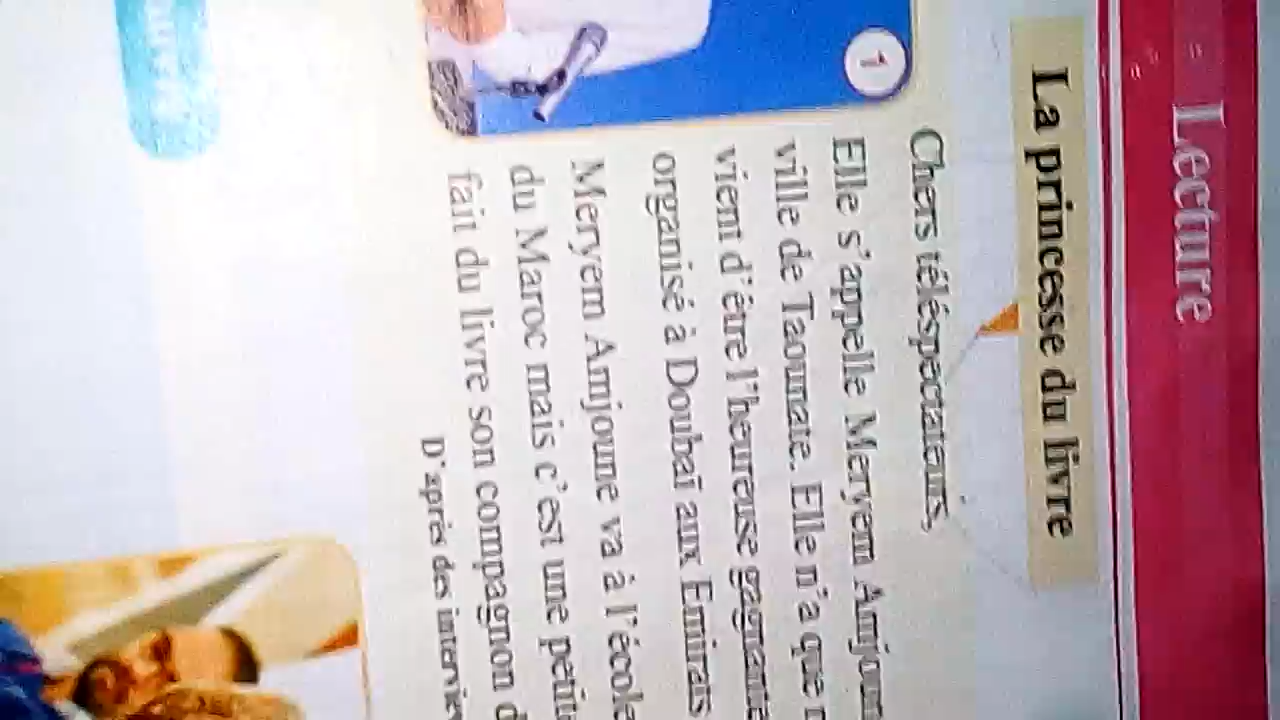 Lecture
La princesse du livre
1
Chers téléspectateurs,
Elle s'appelle Meryem Amjoun
ville de Taounate. Elle n'a que
vient d'être l'heureuse gagnante
organisé à Doubaï aux Emirats
Meryem Amjoune va à l'école
du Maroc mais c'est une petite
fait du livre son compagnon
D'après des